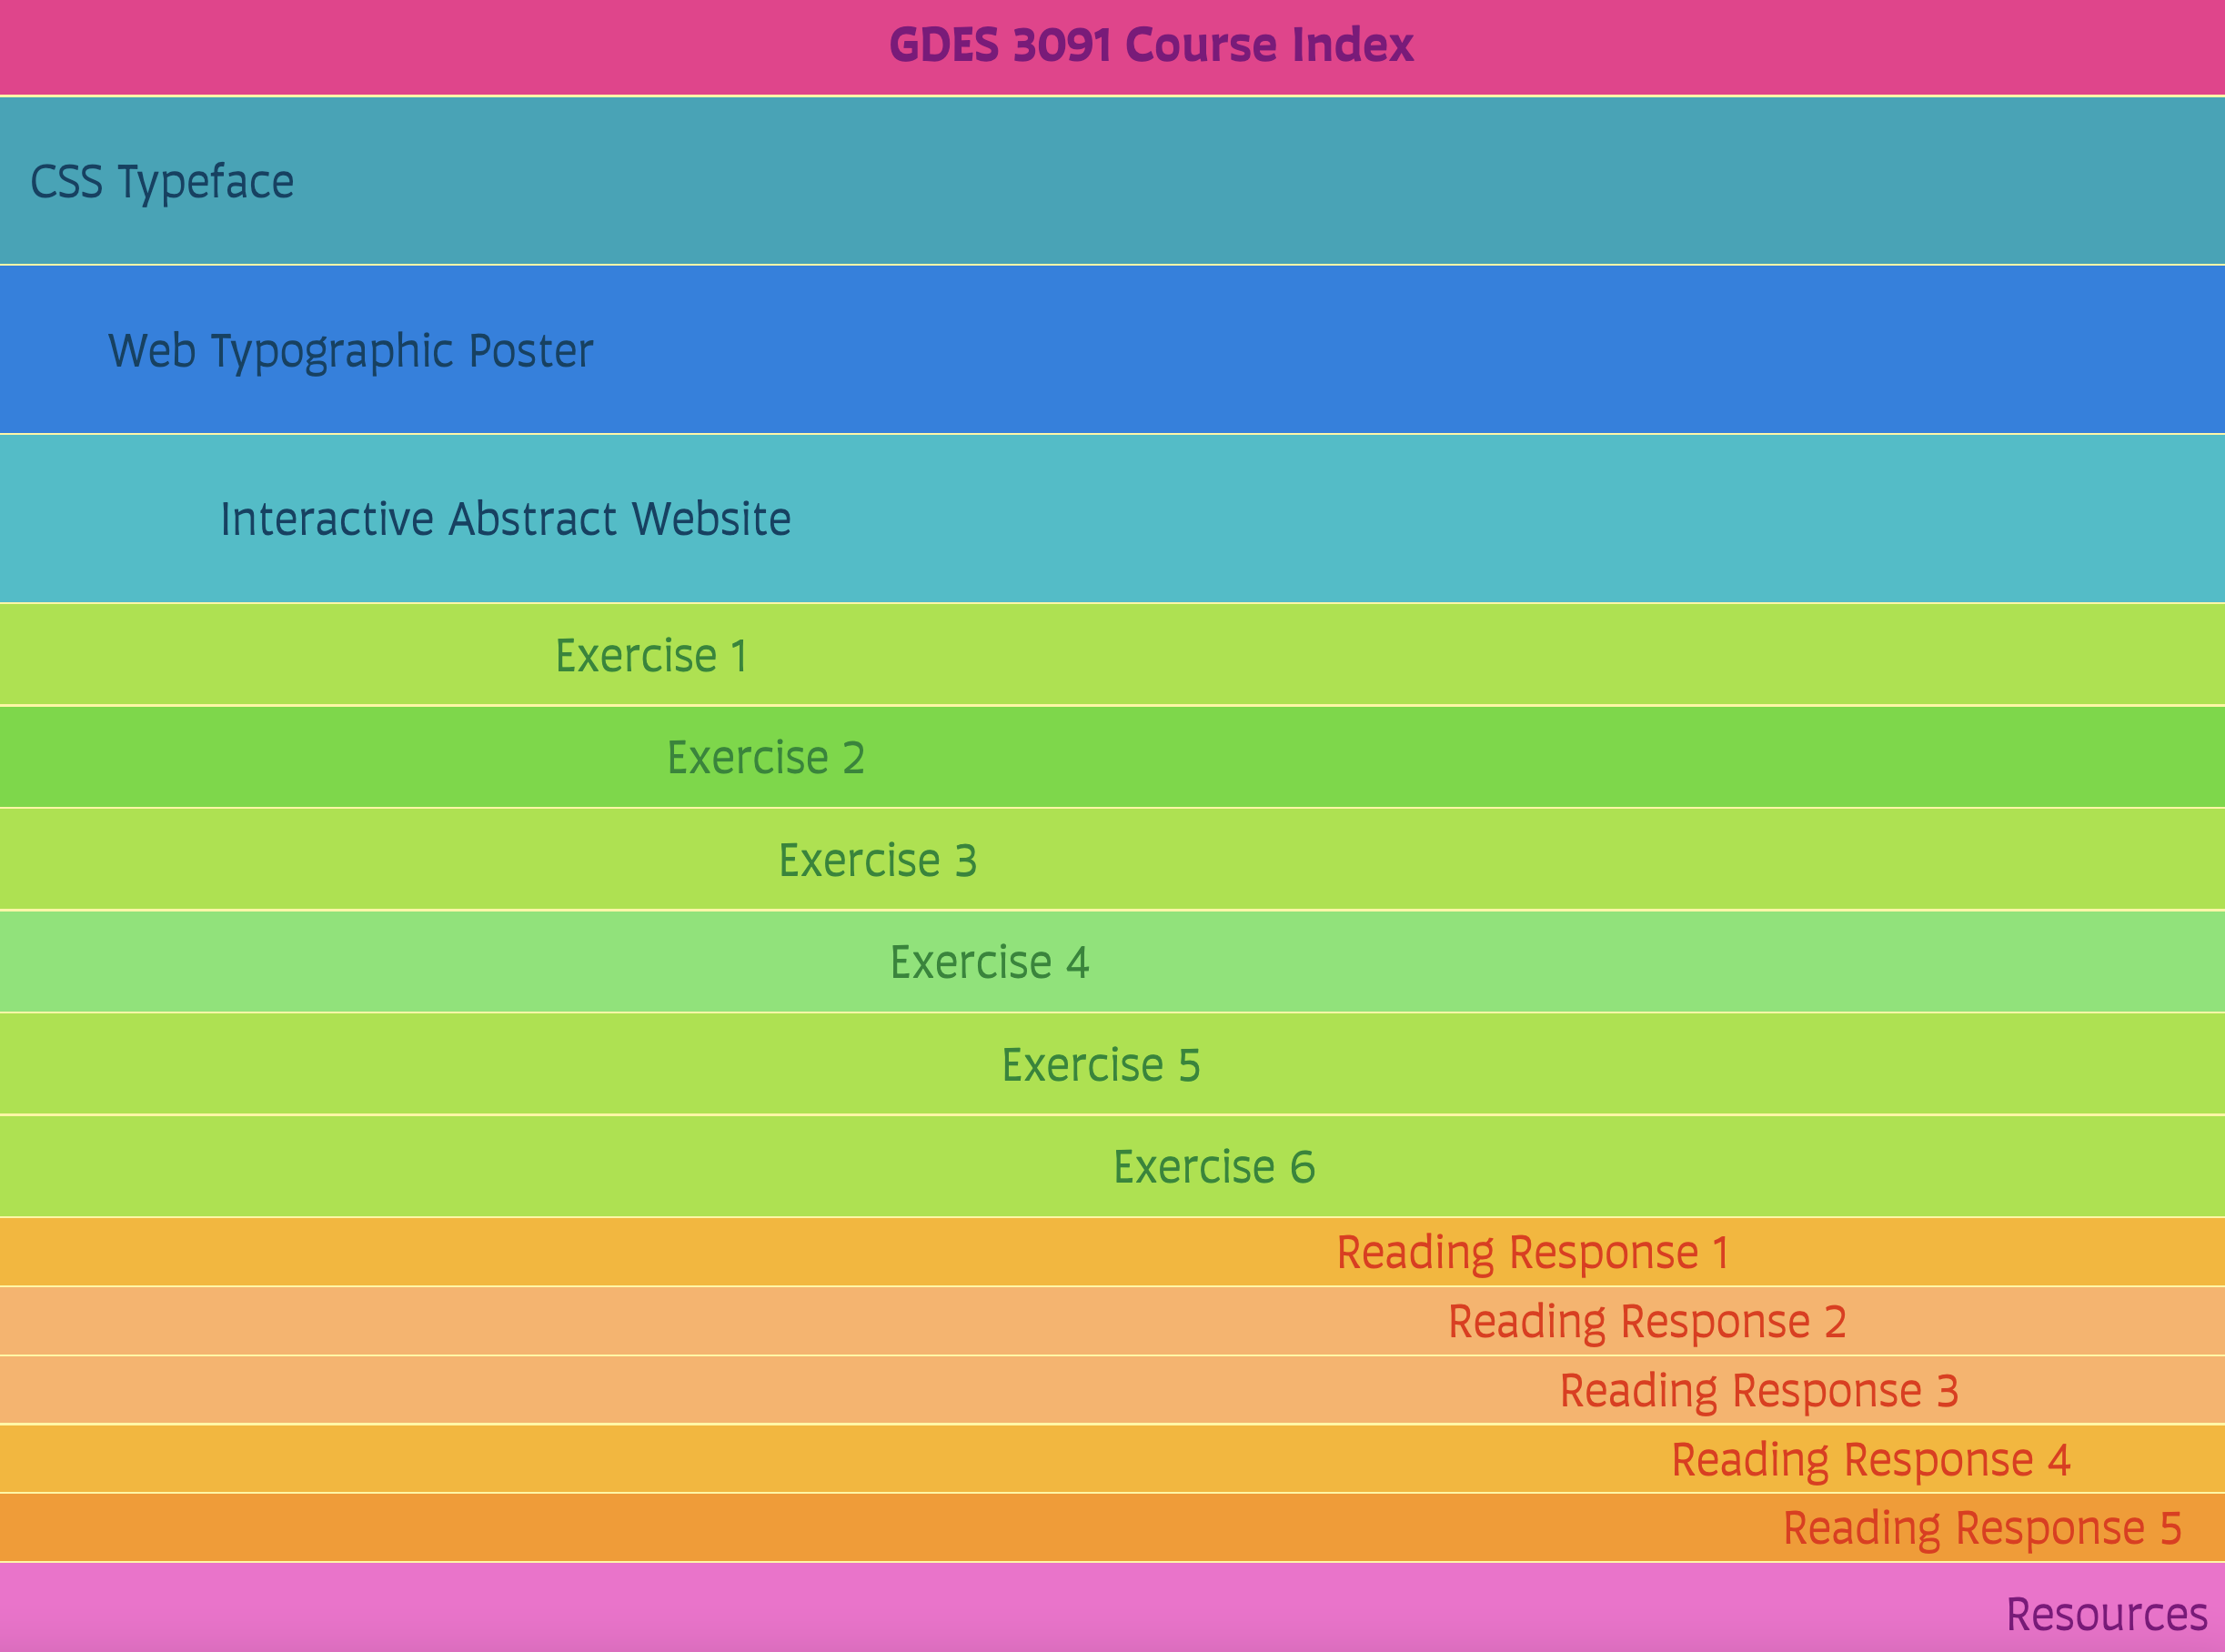 GDES 3091 Course Index
CSS Typeface
Web Typographic Poster
Interactive Abstract Website
Exercise 1
Exercise 2
Exercise 3
Exercise 4
Exercise 5
Exercise 6
Reading Response 1
Reading Response 2
Reading Response 3
Reading Response 4
Reading Response 5
Resources